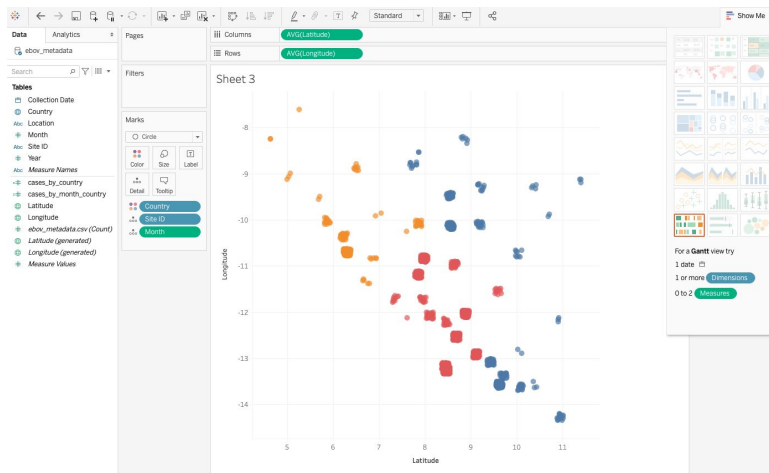 Standard
Show Me
Data
Analytics
ebov_metadata
Search
Tables
Collection Date
Country
Abc Location
Month
Abc Site ID
Year
Abc Measure Names
cases_by_country
cases_by_month_country
Latitude
Longitude
ebov_metadata.csv (Count)
Latitude (generated)
Longitude (generated)
Measure Values
Pages
Filters
Marks
Circle
Color
Size
Label
Detail
Tooltip
Country
Site ID
Month
Columns
AVG(Latitude)
Rows
AVG(Longitude)
Sheet 3
Longitude
-8
-9
-10
-11
-12
-13
-14
5
6
7
8
9
10
11
Latitude
For a Gantt view try
1 date
1 or more Dimensions
0 to 2 Measures